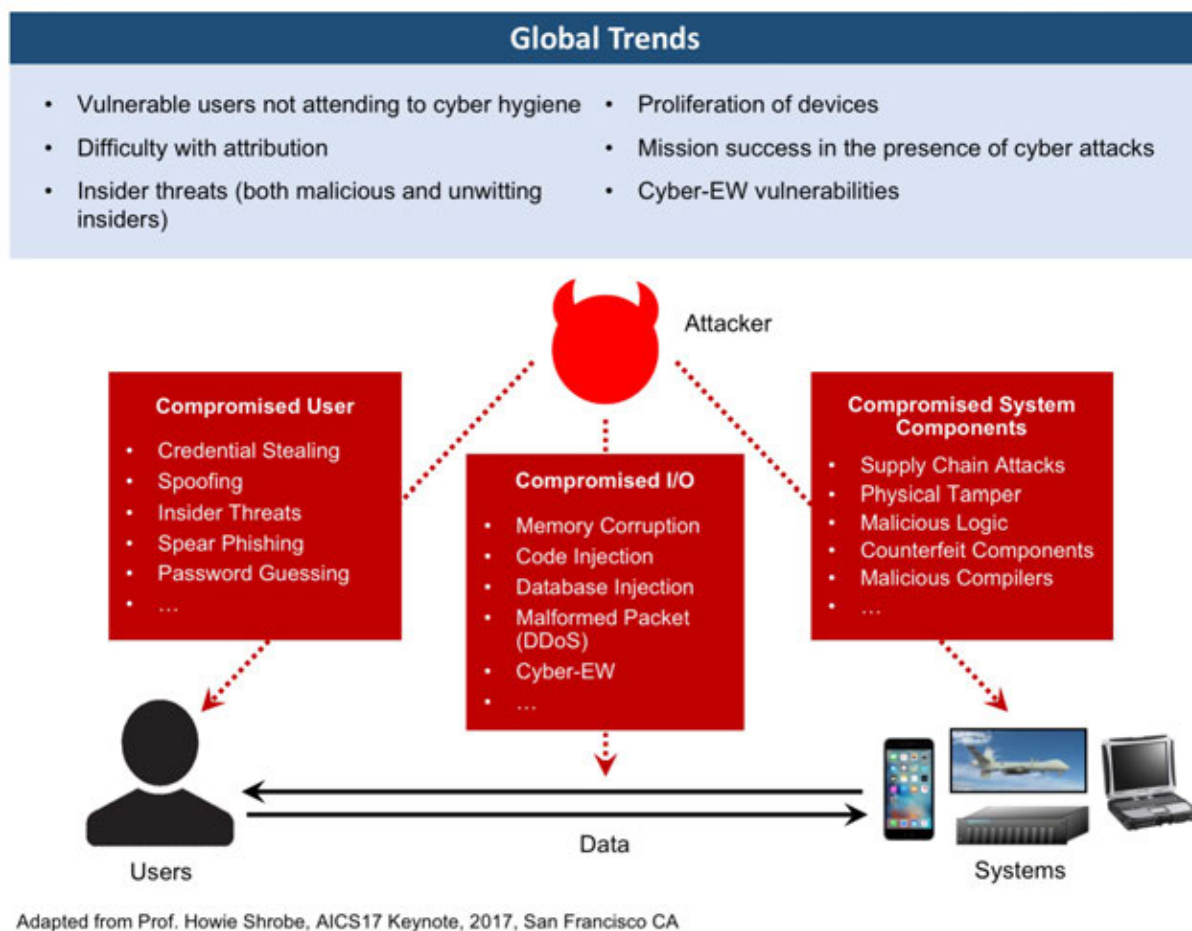 Global Trends
• Vulnerable users not attending to cyber hygiene
• Difficulty with attribution
• Insider threats (both malicious and unwitting
insiders)
• Proliferation of devices
• Mission success in the presence of cyber attacks
• Cyber-EW vulnerabilities
Attacker
Compromised User
• Credential Stealing
• Spoofing
• Insider Threats
• Spear Phishing
• Password Guessing
• …
Compromised I/O
• Memory Corruption
• Code Injection
• Database Injection
• Malformed Packet
(DDoS)
• Cyber-EW
• …
Compromised System
Components
• Supply Chain Attacks
• Physical Tamper
• Malicious Logic
• Counterfeit Components
• Malicious Compilers
• …
Users
Data
Systems
Adapted from Prof. Howie Shrobe, AICS17 Keynote, 2017, San Francisco CA